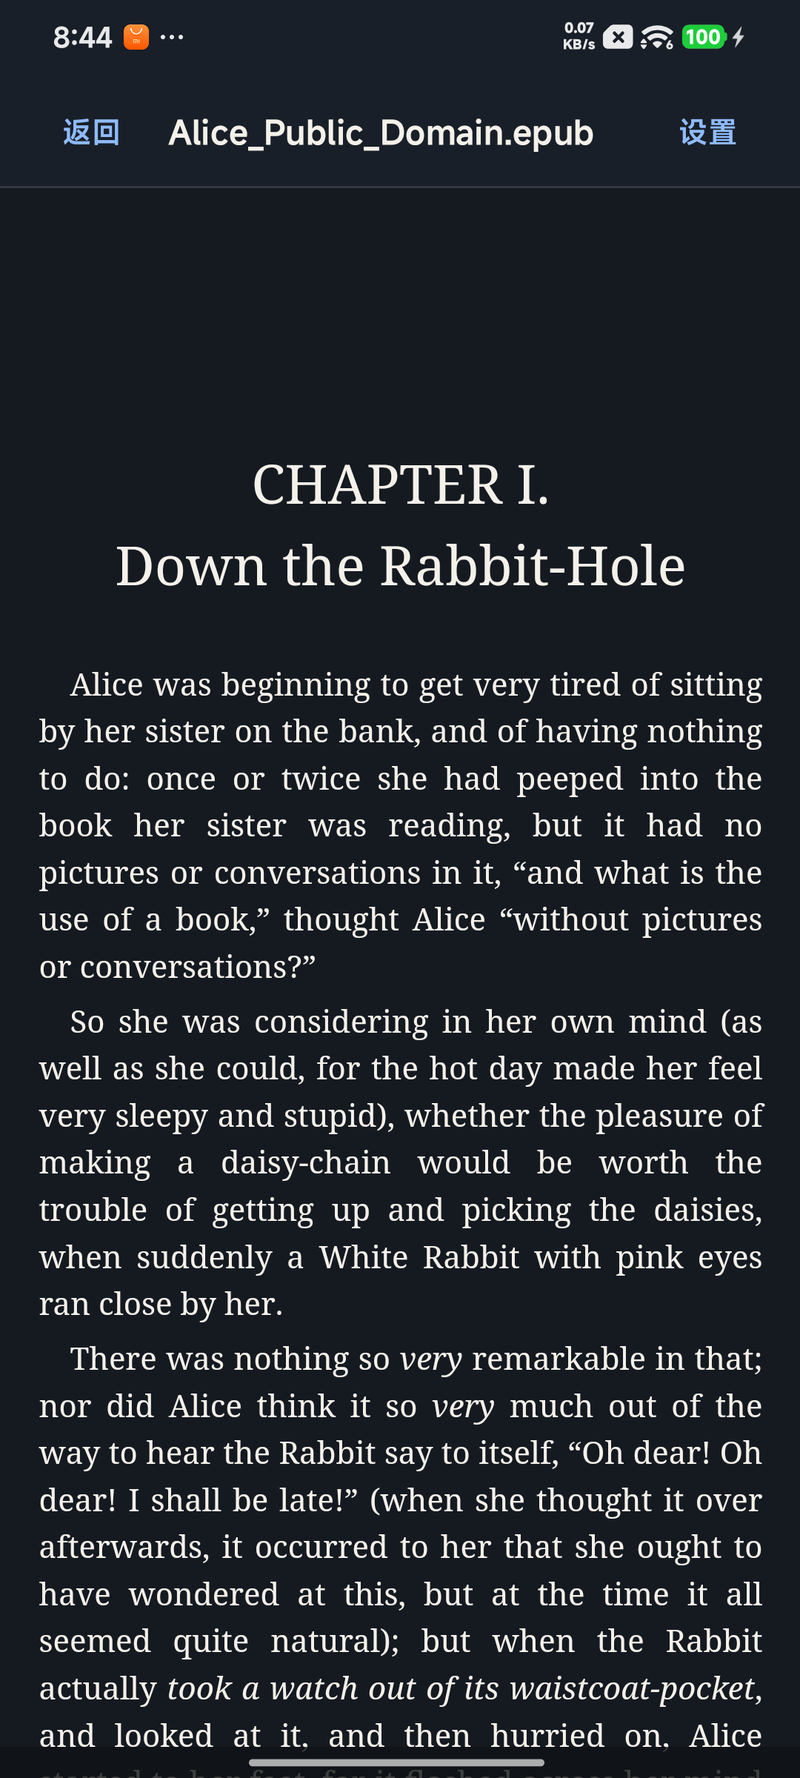 8:44
0.07
KB/s
6
100
返回
Alice_Public_Domain.epub
设置
CHAPTER I.
Down the Rabbit-Hole
Alice was beginning to get very tired of sitting
by her sister on the bank, and of having nothing
to do: once or twice she had peeped into the
book her sister was reading, but it had no
pictures or conversations in it, “and what is the
use of a book,” thought Alice “without pictures
or conversations?”
So she was considering in her own mind (as
well as she could, for the hot day made her feel
very sleepy and stupid), whether the pleasure of
making a daisy-chain would be worth the
trouble of getting up and picking the daisies,
when suddenly a White Rabbit with pink eyes
ran close by her.
There was nothing so very remarkable in that;
nor did Alice think it so very much out of the
way to hear the Rabbit say to itself, “Oh dear! Oh
dear! I shall be late!” (when she thought it over
afterwards, it occurred to her that she ought to
have wondered at this, but at the time it all
seemed quite natural); but when the Rabbit
actually took a watch out of its waistcoat-pocket,
and looked at it, and then hurried on, Alice